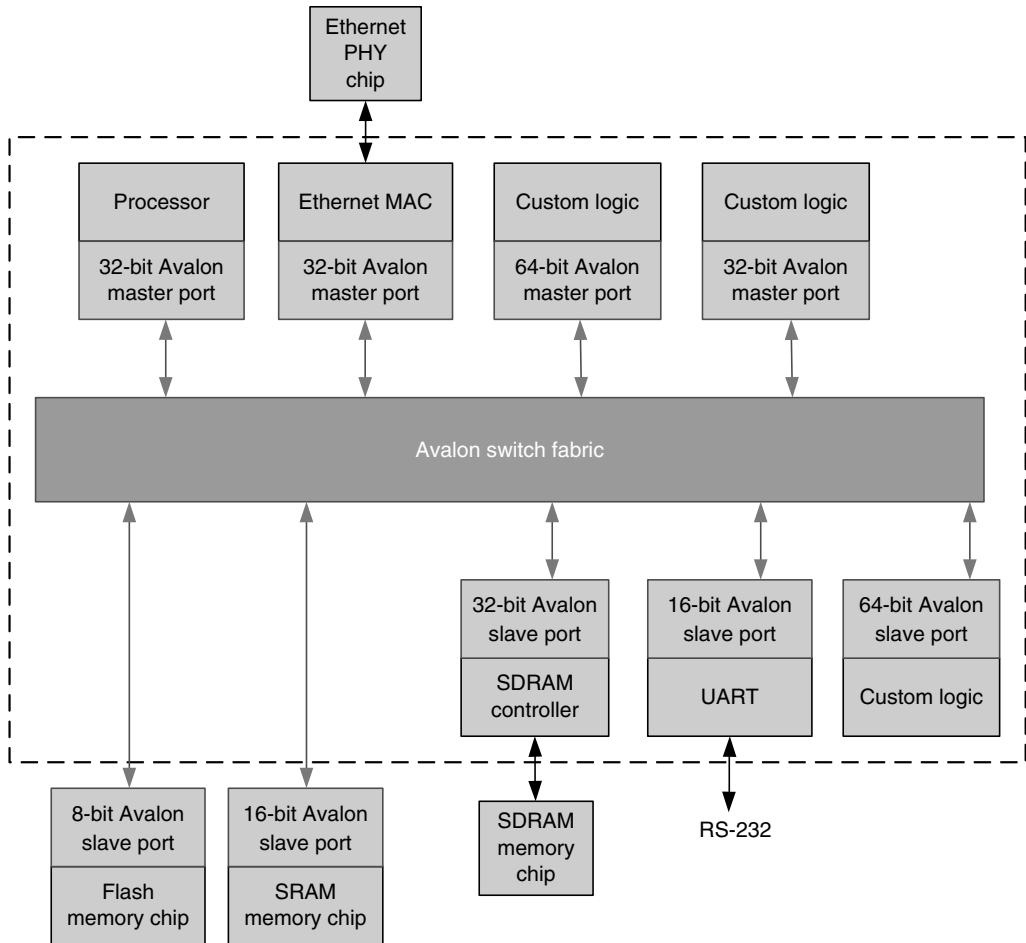 Ethernet
PHY
chip
Processor
32-bit Avalon
master port
Ethernet MAC
32-bit Avalon
master port
Custom logic
64-bit Avalon
master port
Custom logic
32-bit Avalon
master port
Avalon switch fabric
32-bit Avalon
slave port
SDRAM
controller
16-bit Avalon
slave port
UART
64-bit Avalon
slave port
Custom logic
8-bit Avalon
slave port
Flash
memory chip
16-bit Avalon
slave port
SRAM
memory chip
SDRAM
memory
chip
RS-232